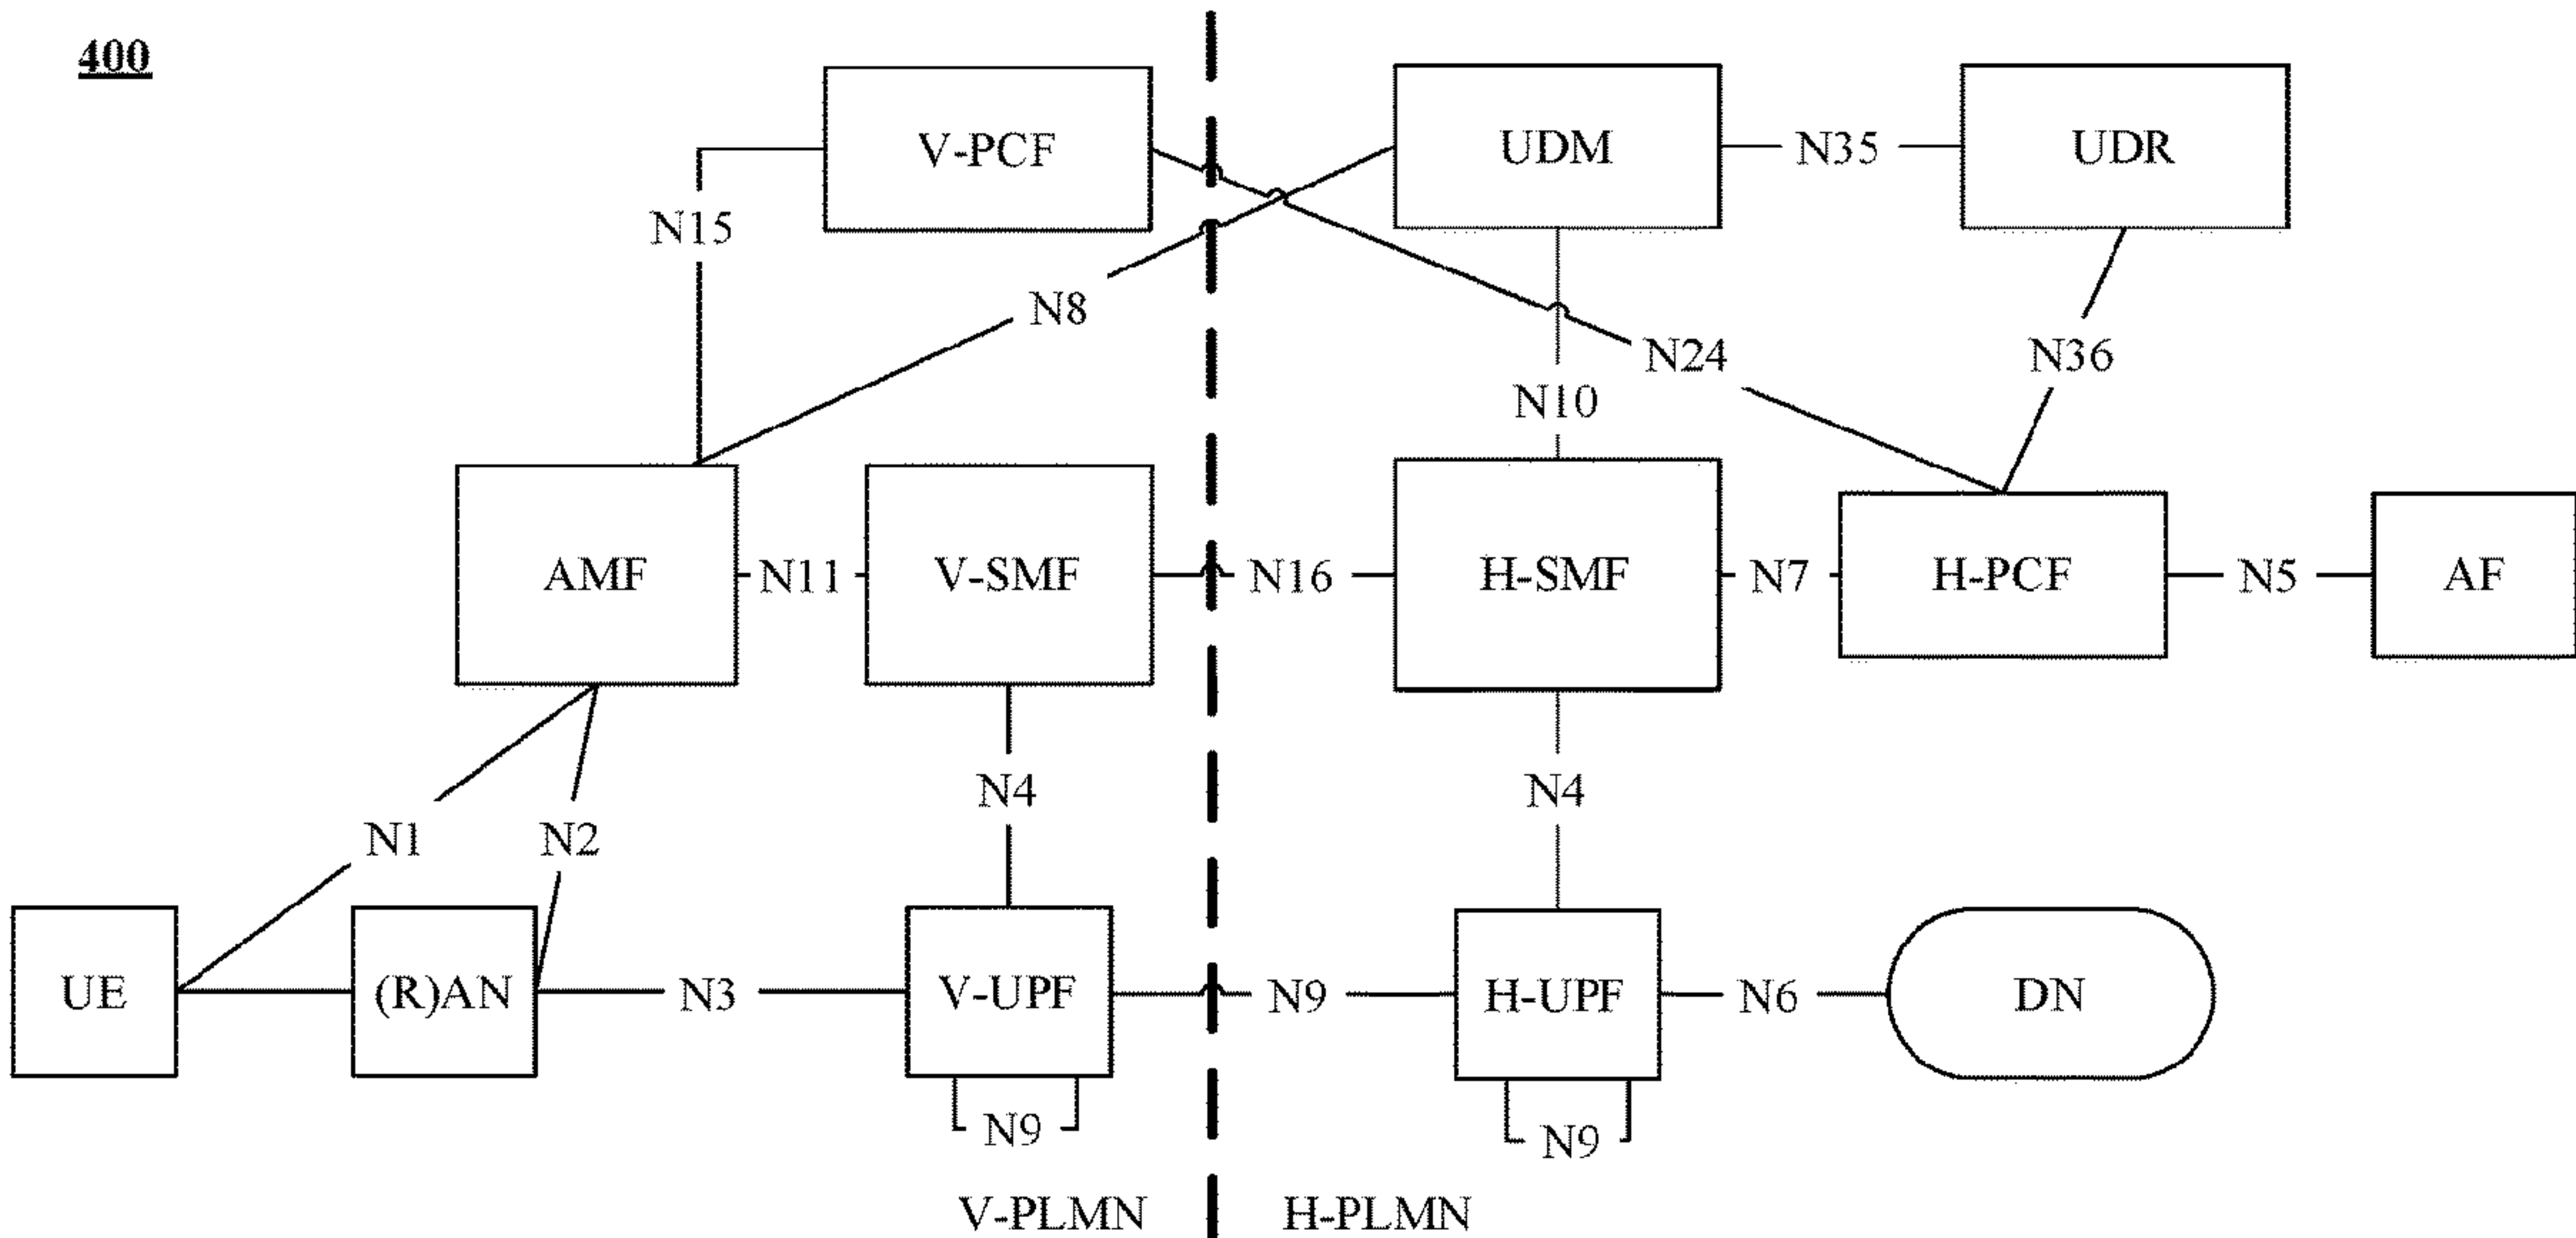 400
V-PCF
UDM
N35
UDR
N15
N8
N24
N36
N10
AMF
N11
V-SMF
N16
H-SMF
N7
H-PCF
N5
AF
N4
N4
N1
N2
UE
(R)AN
N3
V-UPF
N9
H-UPF
N6
DN
N9
N9
V-PLMN
H-PLMN